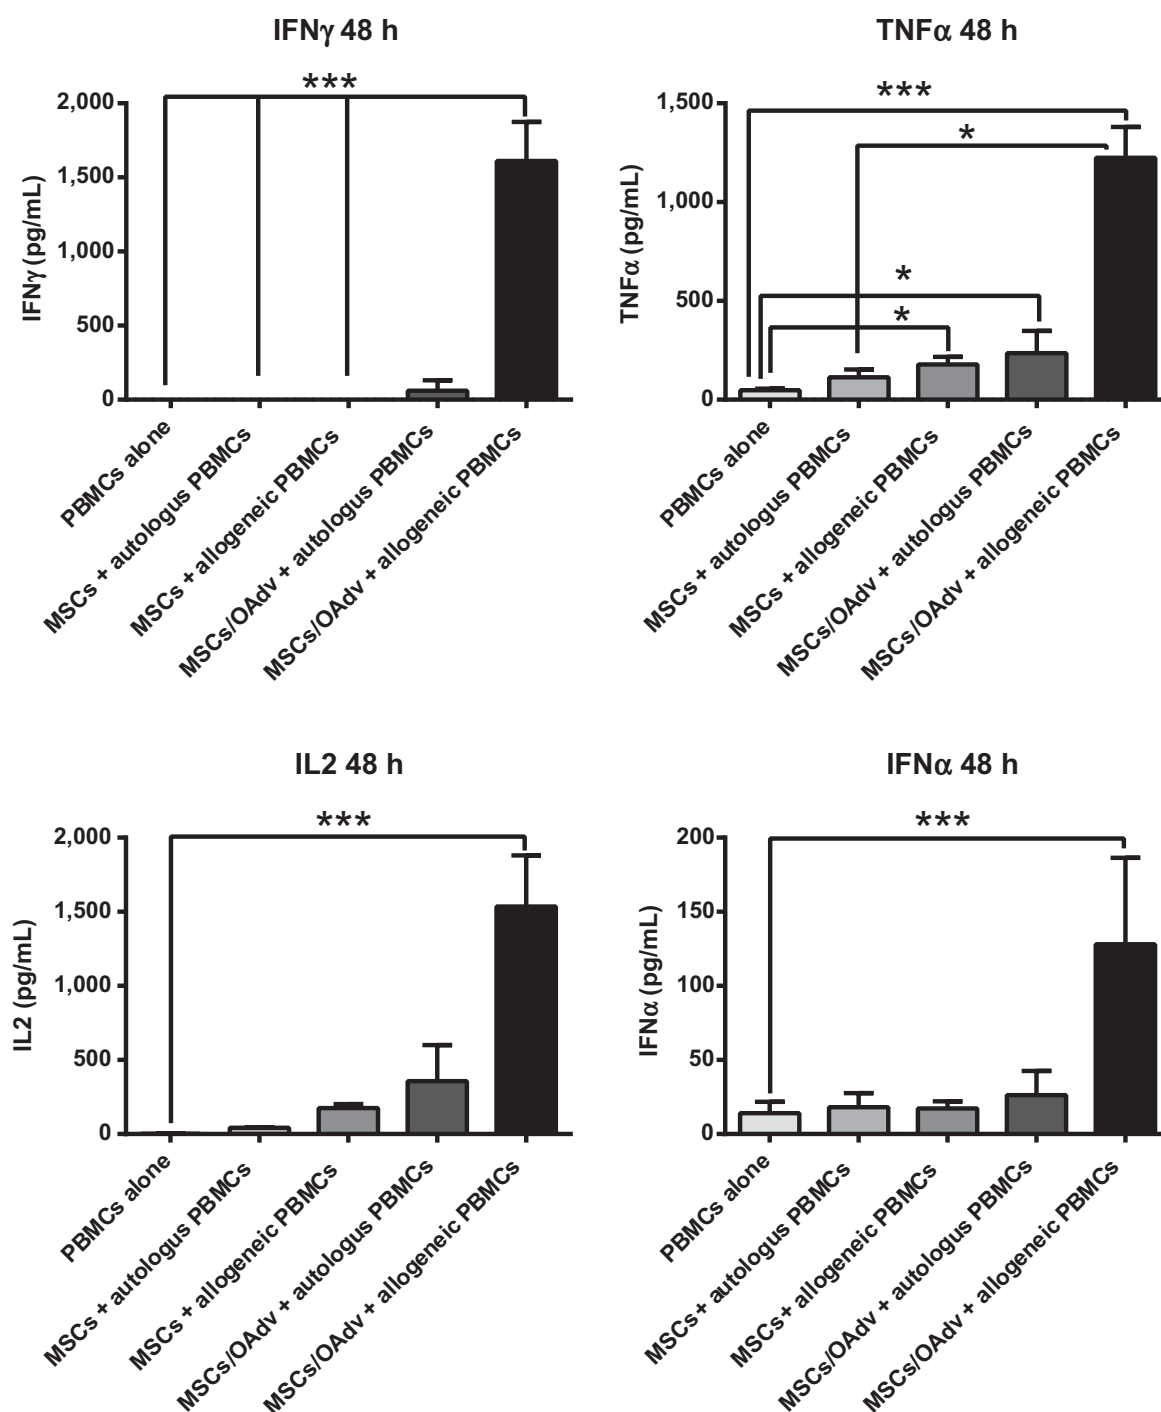 IFNγ 48 h
***
2,000
1,500
1,000
500
0
IFNγ (pg/mL)
PBMCs alone
MSCs + autologus PBMCs
MSCs + allogeneic PBMCs
MSCs/OAdv + autologus PBMCs
MSCs/OAdv + allogeneic PBMCs
TNFα 48 h
***
*
*
*
1,500
1,000
500
0
TNFα (pg/mL)
PBMCs alone
MSCs + autologus PBMCs
MSCs + allogeneic PBMCs
MSCs/OAdv + autologus PBMCs
MSCs/OAdv + allogeneic PBMCs
IL2 48 h
***
2,000
1,500
1,000
500
0
IL2 (pg/mL)
PBMCs alone
MSCs + autologus PBMCs
MSCs + allogeneic PBMCs
MSCs/OAdv + autologus PBMCs
MSCs/OAdv + allogeneic PBMCs
IFNα 48 h
***
200
150
100
50
0
IFNα (pg/mL)
PBMCs alone
MSCs + autologus PBMCs
MSCs + allogeneic PBMCs
MSCs/OAdv + autologus PBMCs
MSCs/OAdv + allogeneic PBMCs